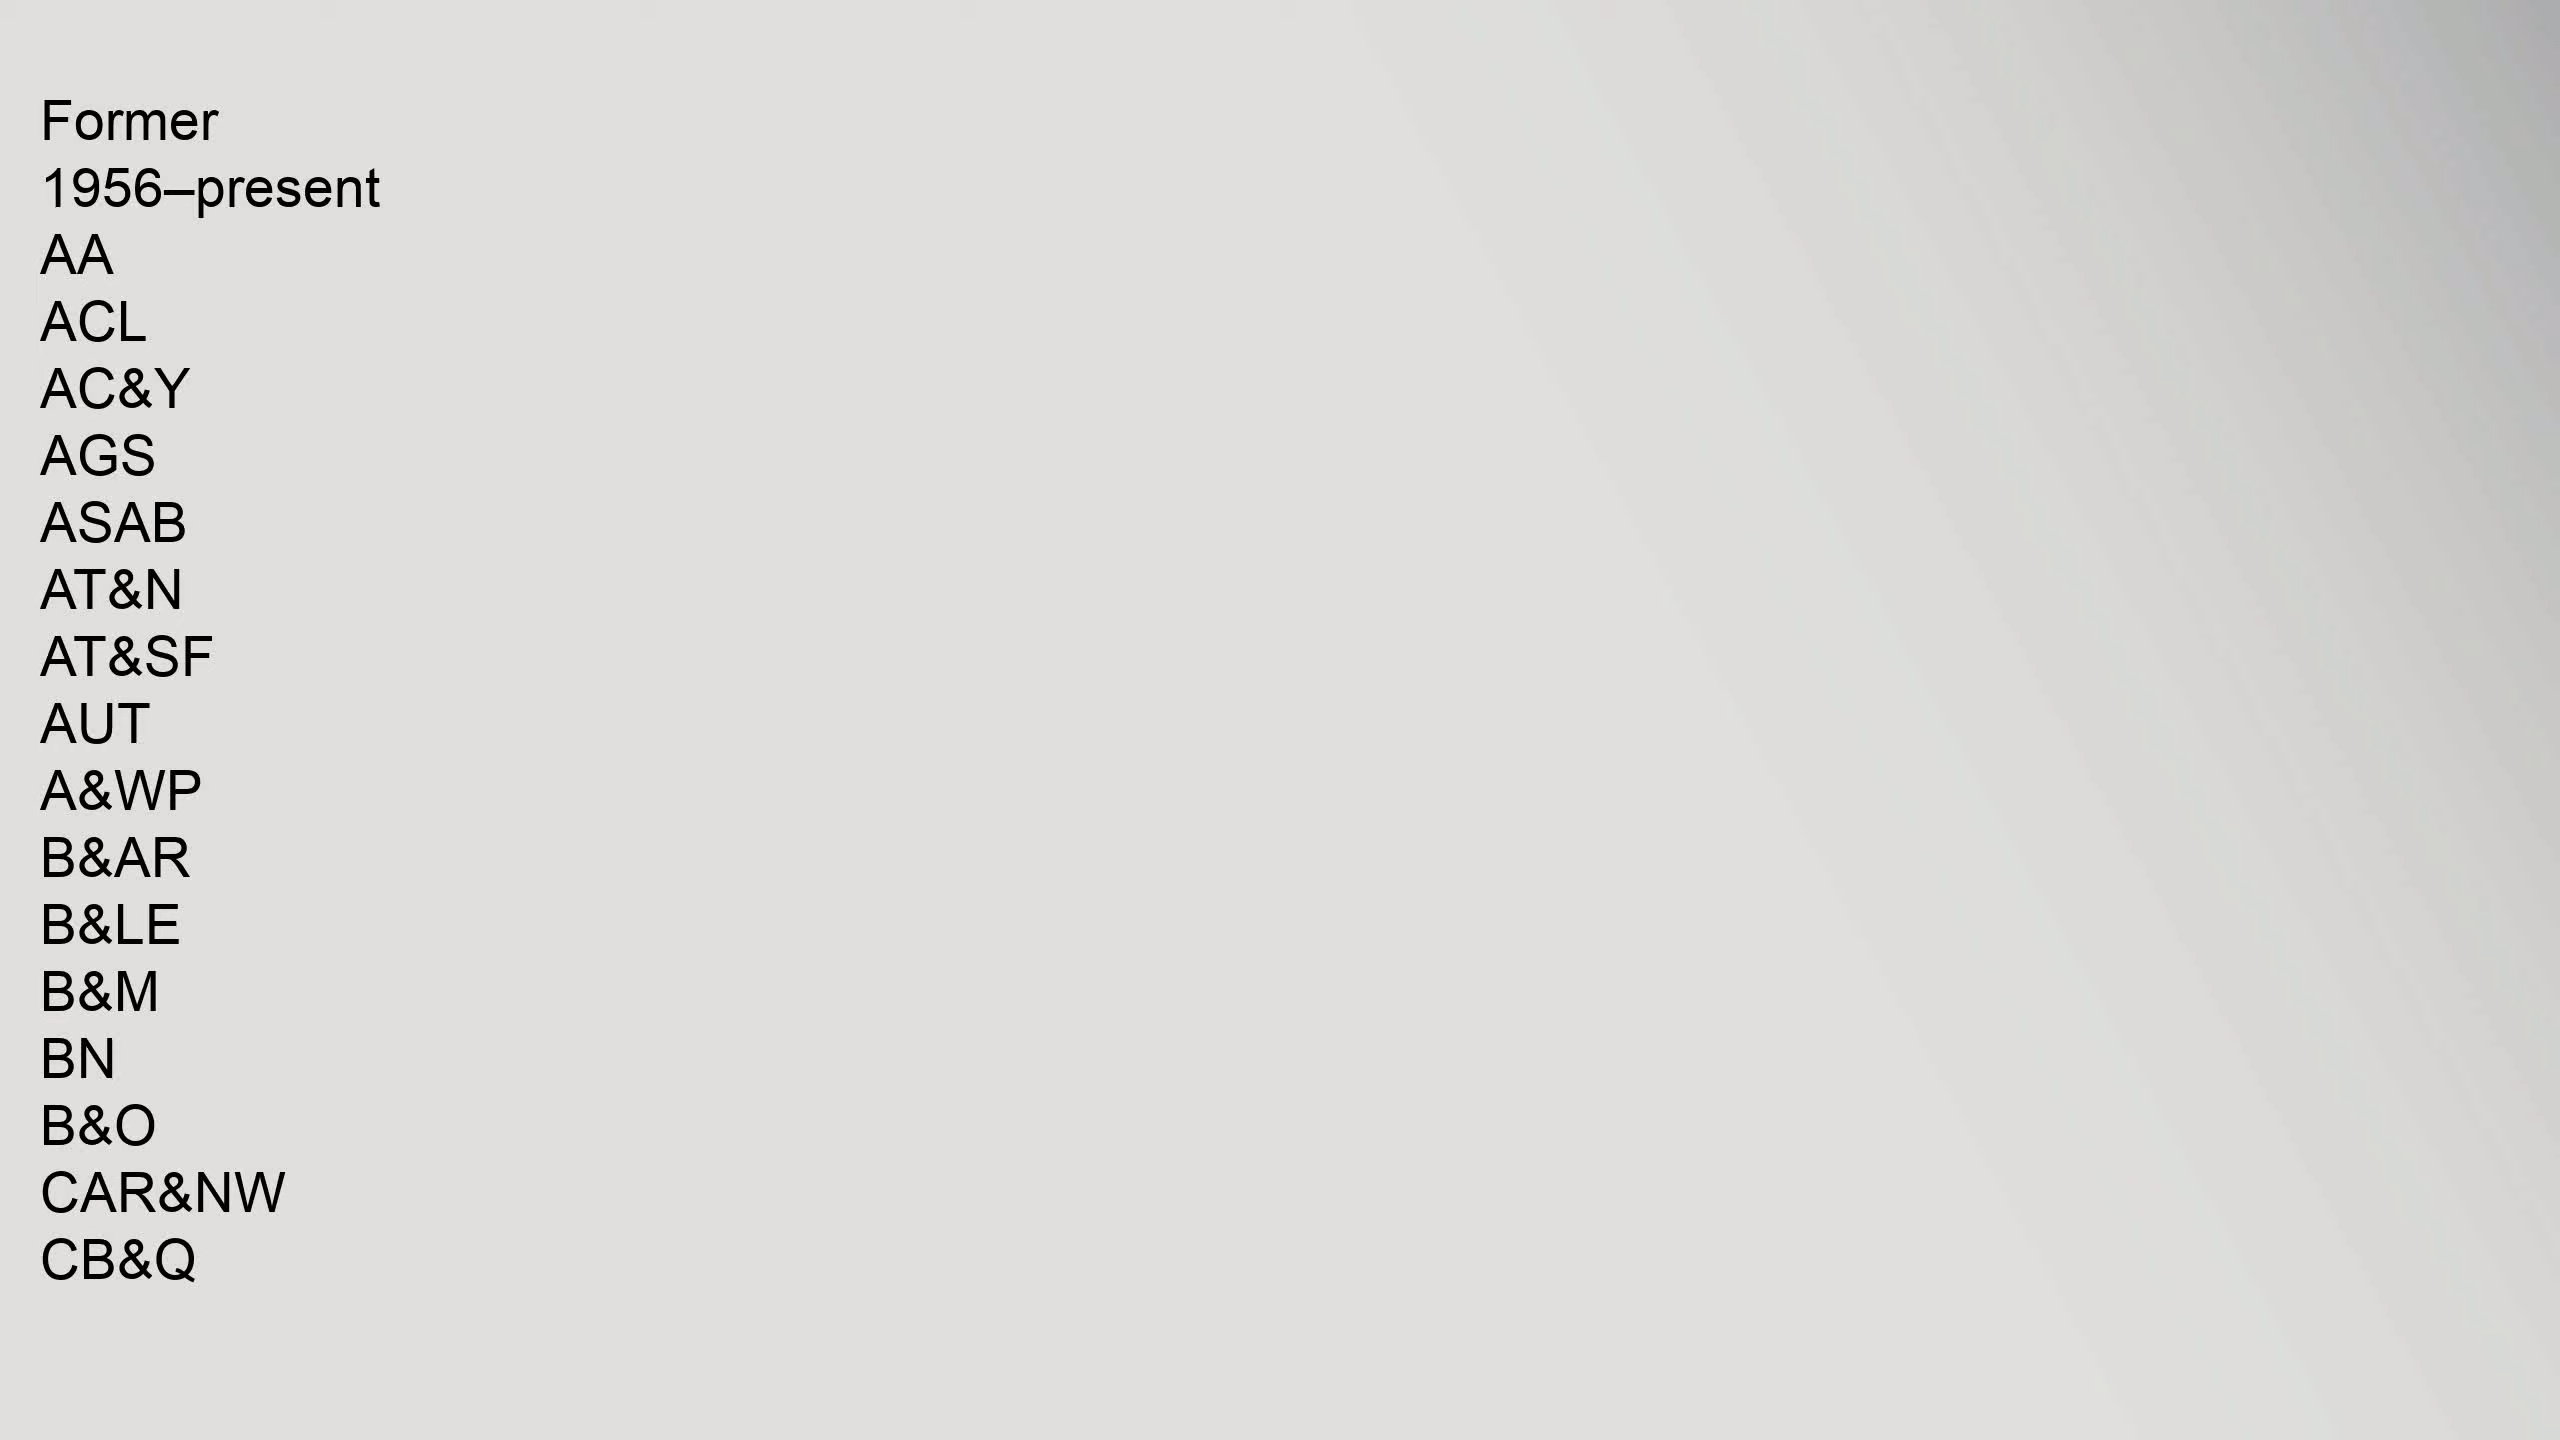 Former
1956–present
AA
ACL
AC&Y
AGS
ASAB
AT&N
AT&SF
AUT
A&WP
B&AR
B&LE
B&M
BN
B&O
CAR&NW
CB&Q